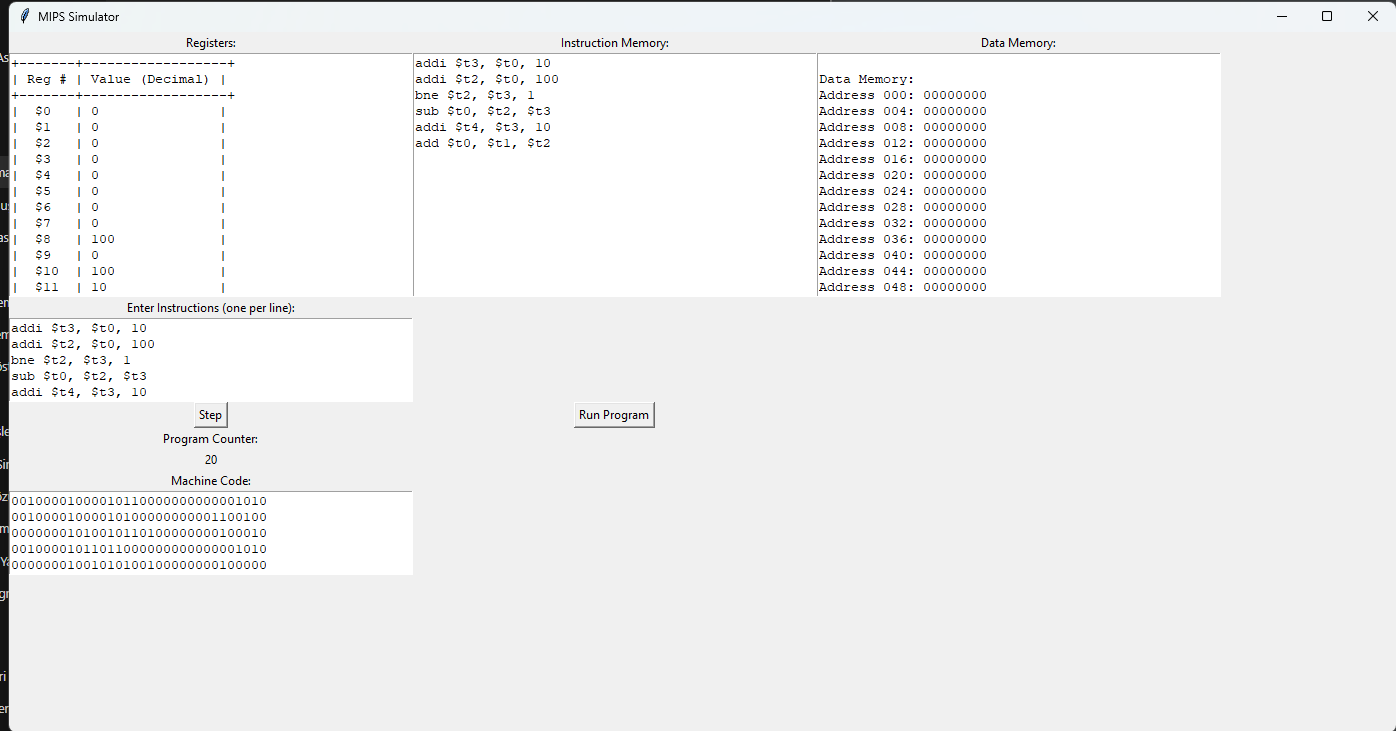 MIPS Simulator
Registers:
+-------+------------------+
| Reg # | Value (Decimal) |
+-------+------------------+
| $0 | 0 |
| $1 | 0 |
| $2 | 0 |
| $3 | 0 |
| $4 | 0 |
| $5 | 0 |
| $6 | 0 |
| $7 | 0 |
| $8 | 100 |
| $9 | 0 |
| $10 | 100 |
| $11 | 10 |
Instruction Memory:
addi $t3, $t0, 10
addi $t2, $t0, 100
bne $t2, $t3, 1
sub $t0, $t2, $t3
addi $t4, $t3, 10
add $t0, $t1, $t2
Data Memory:
Data Memory:
Address 000: 00000000
Address 004: 00000000
Address 008: 00000000
Address 012: 00000000
Address 016: 00000000
Address 020: 00000000
Address 024: 00000000
Address 028: 00000000
Address 032: 00000000
Address 036: 00000000
Address 040: 00000000
Address 044: 00000000
Address 048: 00000000
Enter Instructions (one per line):
addi $t3, $t0, 10
addi $t2, $t0, 100
bne $t2, $t3, 1
sub $t0, $t2, $t3
addi $t4, $t3, 10
Step
Run Program
Program Counter:
20
Machine Code:
00100001000010110000000000001010
00100001000010100000000001100100
00000001010010110100000000100010
00100001011011000000000000001010
00000001001010100100000000100000